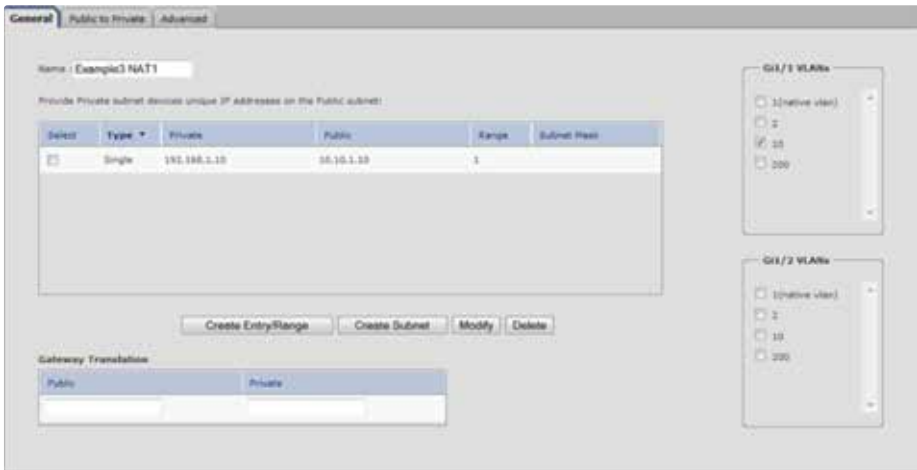 General Public to Private Advanced
Name : Example3 NAT1
Provide Private subnet devices unique IP addresses on the Public subnet:
Select Type Private Public Range Subnet Mask
Single 192.168.1.10 10.10.1.10 1
Create Entry/Range Create Subnet Modify Delete
Gateway Translation
Public Private
Gi1/1 VLANs
1(native vlan)
2
10
200
Gi1/2 VLANs
1(native vlan)
2
10
200